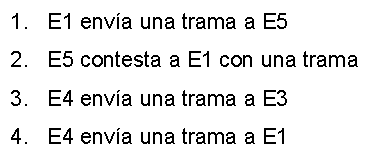 1. E1 envía una trama a E5
2. E5 contesta a E1 con una trama
3. E4 envía una trama a E3
4. E4 envía una trama a E1